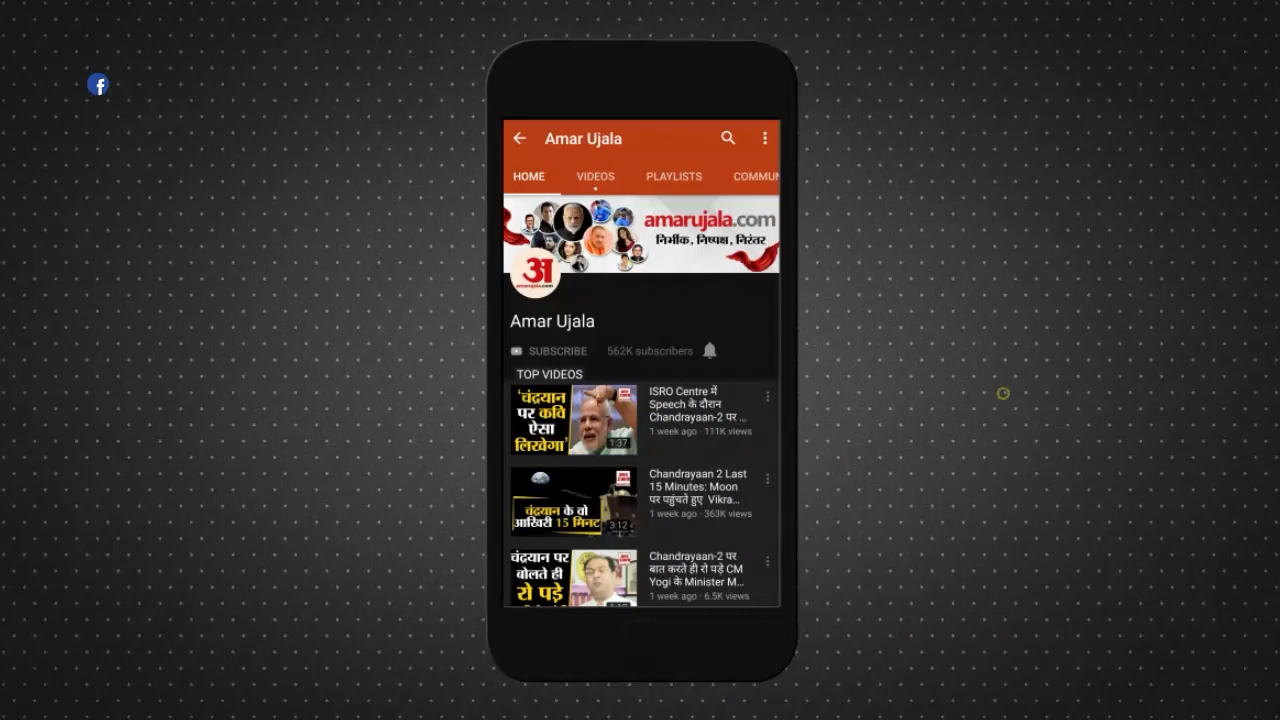 Amar Ujala
HOME VIDEOS PLAYLISTS COMMUN
amarujala.com
निर्भीक, निष्पक्ष, निरंतर
अ
amarujala.com
Amar Ujala
SUBSCRIBE 562K subscribers
TOP VIDEOS
'चंद्रयान
पर कवि
ऐसा
लिखेगा'
1:37
ISRO Centre में
Speech के दौरान
Chandrayaan-2 पर ...
1 week ago · 111K views
चंद्रयान के वो
आखिरी 15 मिनट
3:12
Chandrayaan 2 Last
15 Minutes: Moon
पर पहुंचते हुए Vikra...
1 week ago · 363K views
चंद्रयान पर
बोलते ही
रो पड़े
Chandrayaan-2 पर
बात करते ही रो पड़े CM
Yogi के Minister M...
1 week ago · 6.5K views